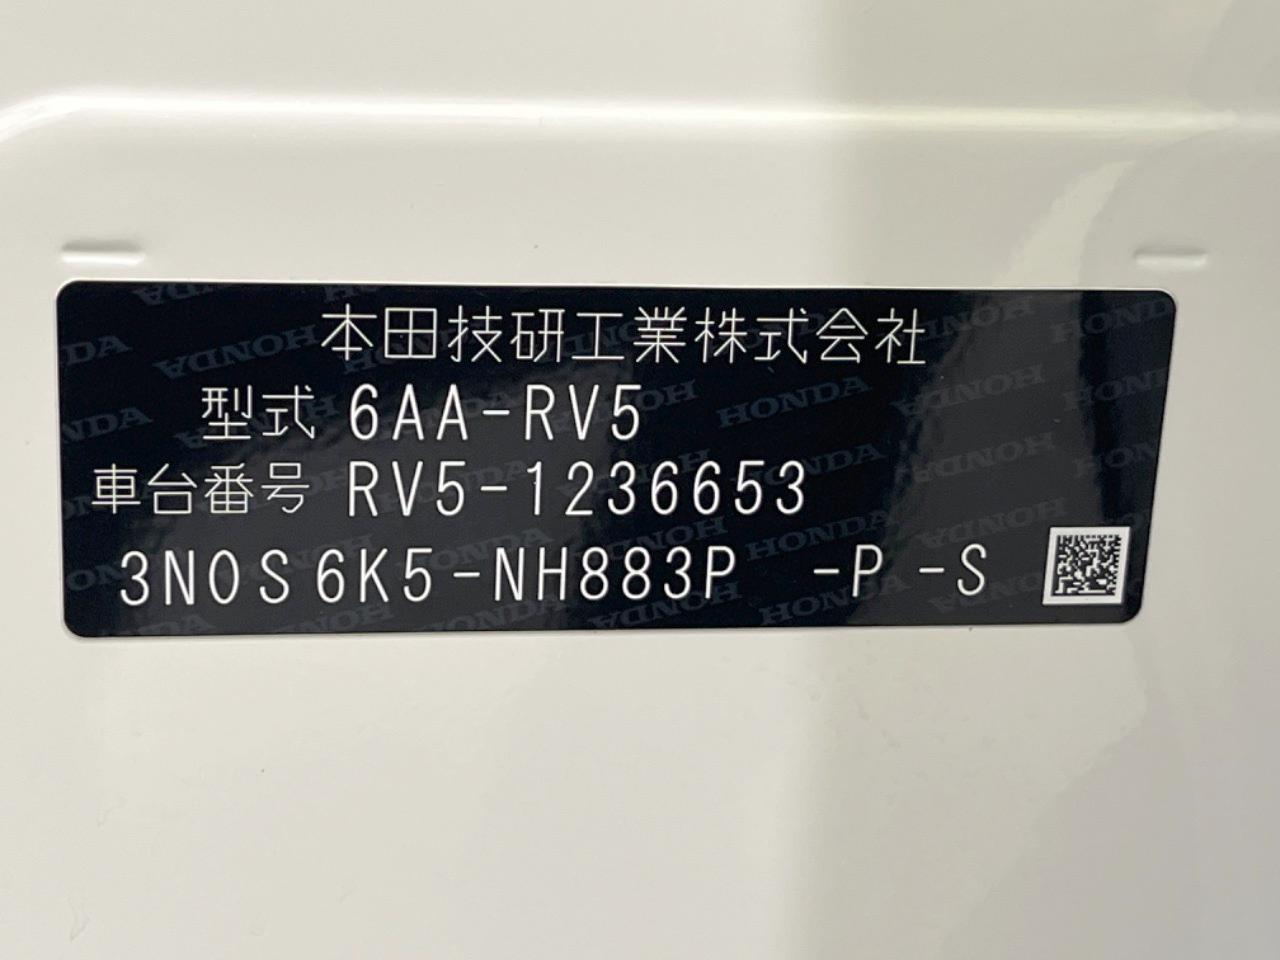 本田技研工業株式会社
型式 6AA-RV5
車台番号 RV5-1236653
3N0S6K5-NH883P -P -S